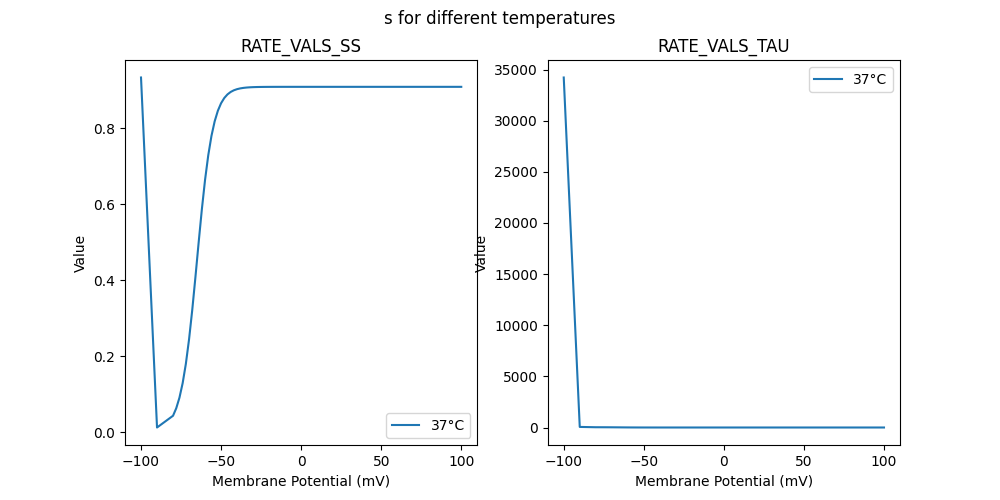 s for different temperatures
RATE_VALS_SS
Value
0.8
0.6
0.4
0.2
0.0
37°C
−100
−50
0
50
100
Membrane Potential (mV)
RATE_VALS_TAU
Value
35000
30000
25000
20000
15000
10000
5000
0
37°C
−100
−50
0
50
100
Membrane Potential (mV)